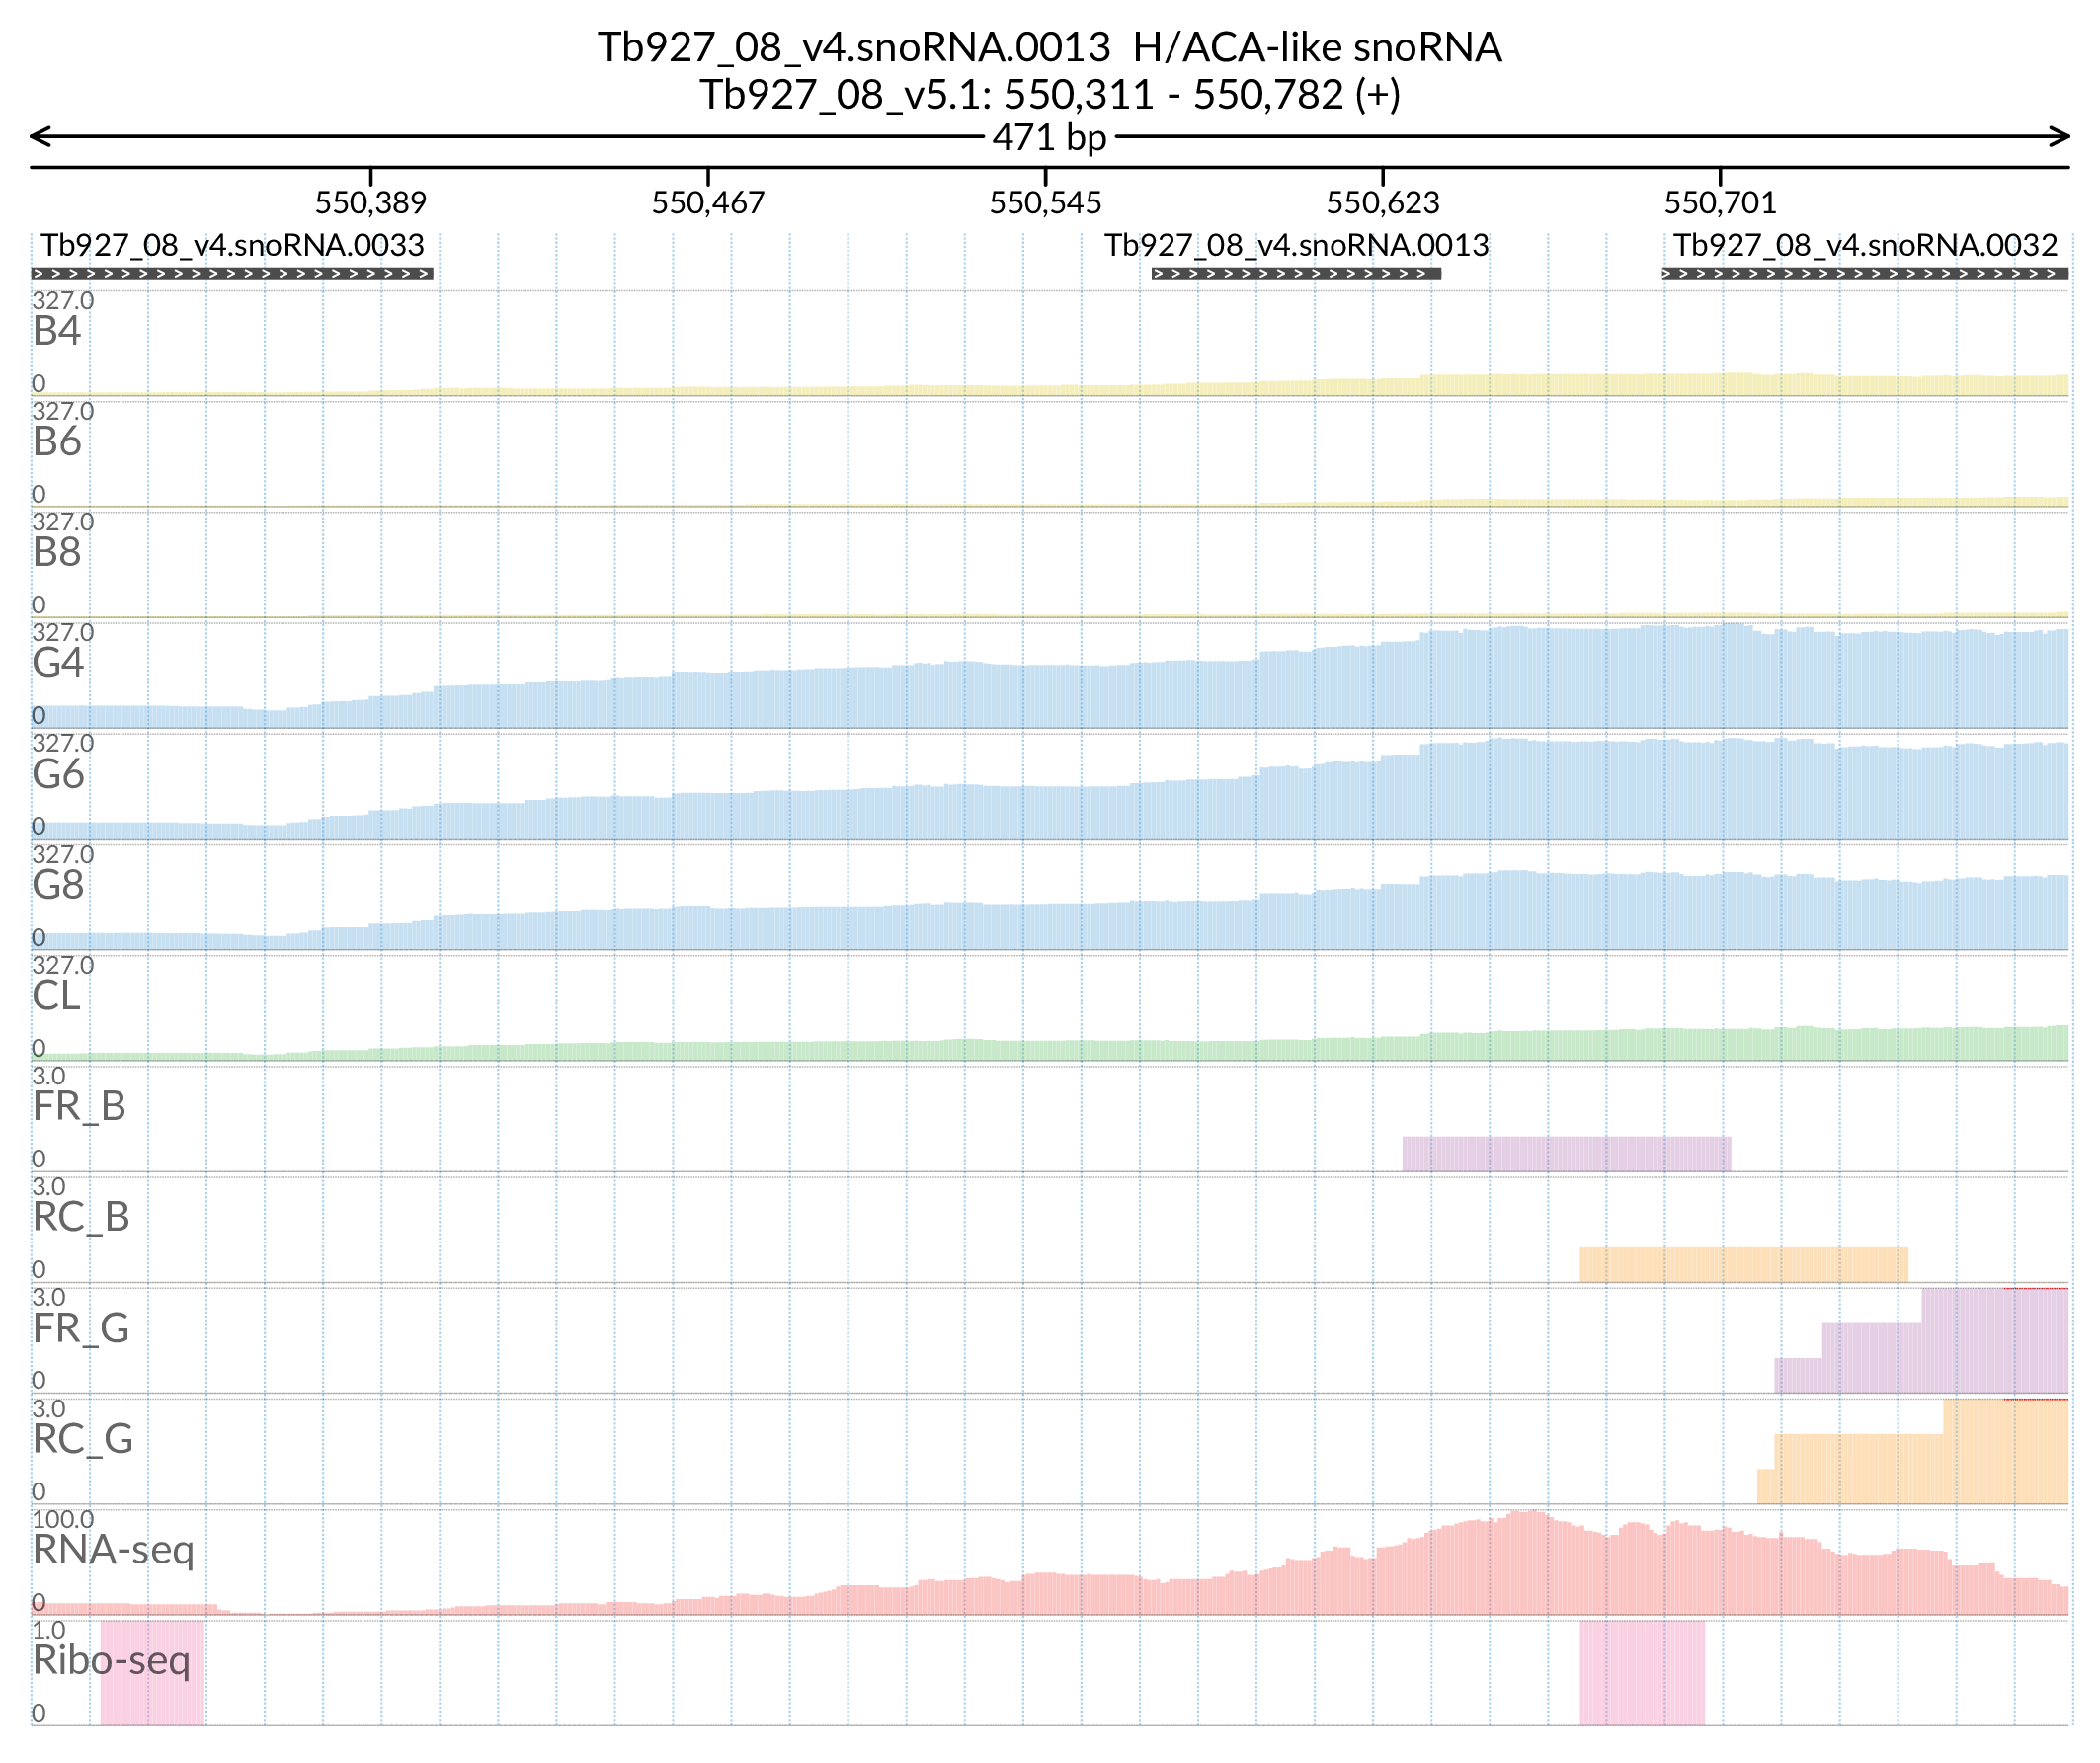 Tb927_08_v4.snoRNA.0013 H/ACA-like snoRNA
Tb927_08_v5.1: 550,311 - 550,782 (+)
471 bp
550,389 550,467 550,545 550,623 550,701
Tb927_08_v4.snoRNA.0033 Tb927_08_v4.snoRNA.0013 Tb927_08_v4.snoRNA.0032
327.0
B4
0
327.0
B6
0
327.0
B8
0
327.0
G4
0
327.0
G6
0
327.0
G8
0
327.0
CL
0
3.0
FR_B
0
3.0
RC_B
0
3.0
FR_G
0
3.0
RC_G
0
100.0
RNA-seq
0
1.0
Ribo-seq
0